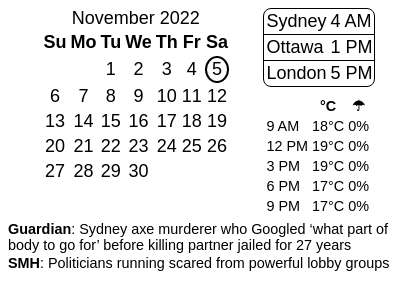 November 2022
Su Mo Tu We Th Fr Sa
1 2 3 4 5
6 7 8 9 10 11 12
13 14 15 16 17 18 19
20 21 22 23 24 25 26
27 28 29 30
Sydney 4 AM
Ottawa 1 PM
London 5 PM
°C ☂
9 AM 18°C 0%
12 PM 19°C 0%
3 PM 19°C 0%
6 PM 17°C 0%
9 PM 17°C 0%
Guardian: Sydney axe murderer who Googled ‘what part of
body to go for’ before killing partner jailed for 27 years
SMH: Politicians running scared from powerful lobby groups